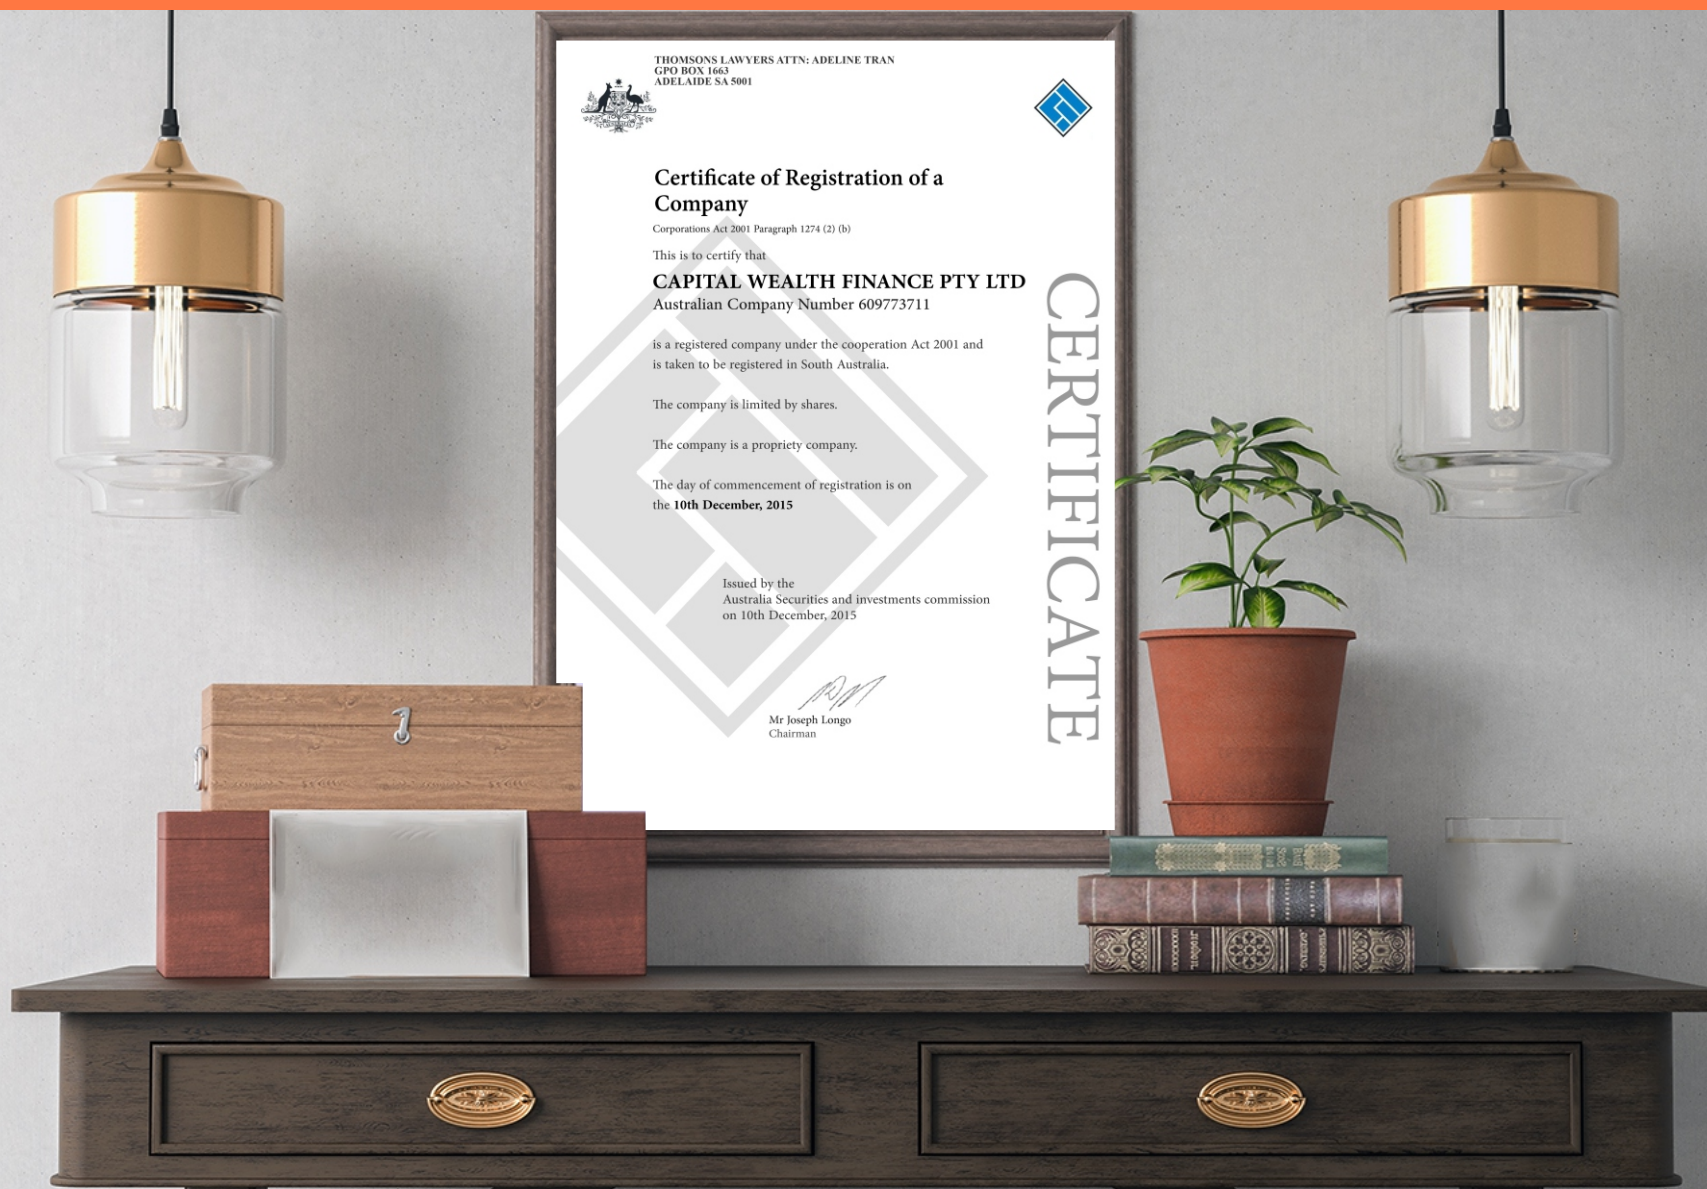 THOMSONS LAWYERS ATTN: ADELINE TRAN
GPO BOX 1663
ADELAIDE SA 5001
Certificate of Registration of a
Company
Corporations Act 2001 Paragraph 1274 (2) (b)
This is to certify that
CAPITAL WEALTH FINANCE PTY LTD
Australian Company Number 609773711
is a registered company under the cooperation Act 2001 and
is taken to be registered in South Australia.
The company is limited by shares.
The company is a propriety company.
The day of commencement of registration is on
the 10th December, 2015
Issued by the
Australia Securities and investments commission
on 10th December, 2015
Mr Joseph Longo
Chairman
CERTIFICATE